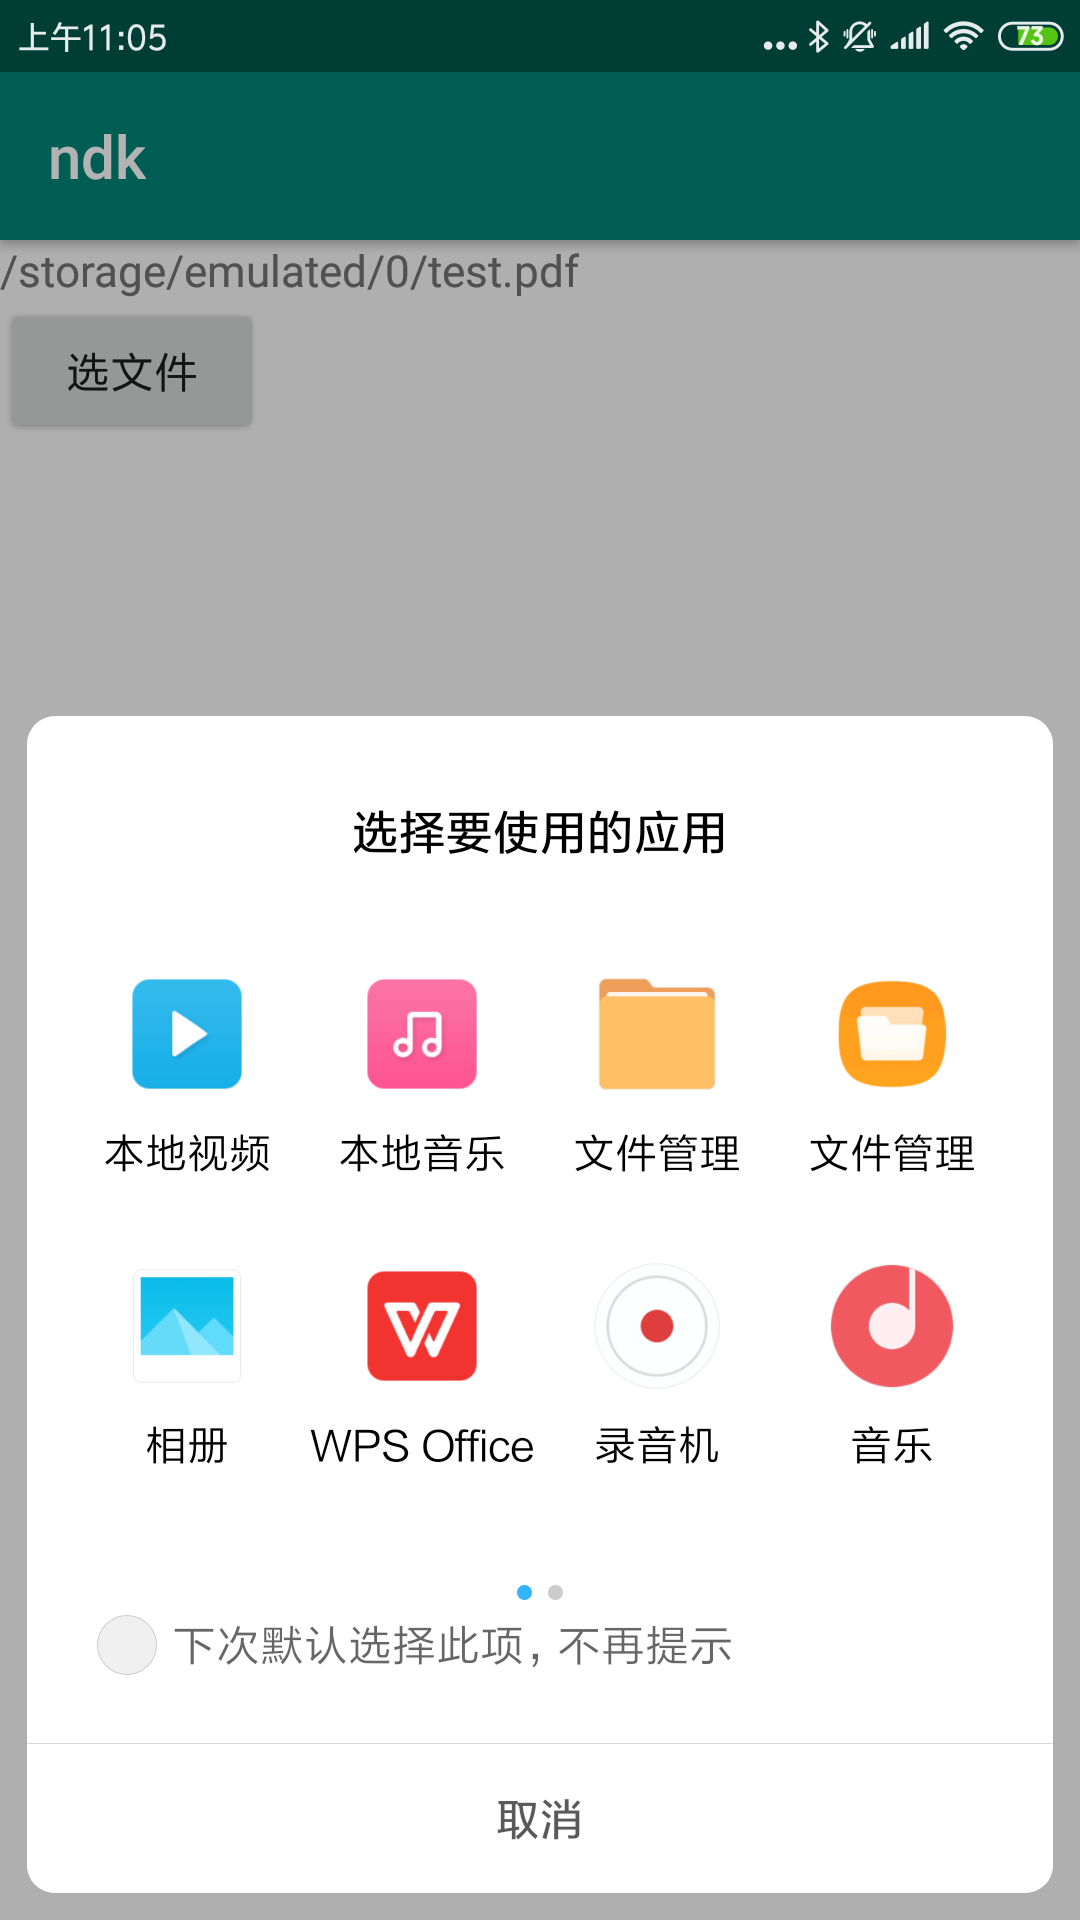 上午11:05
73
ndk
/storage/emulated/0/test.pdf
选文件
选择要使用的应用
本地视频 本地音乐 文件管理 文件管理
相册 WPS Office 录音机 音乐
下次默认选择此项，不再提示
取消